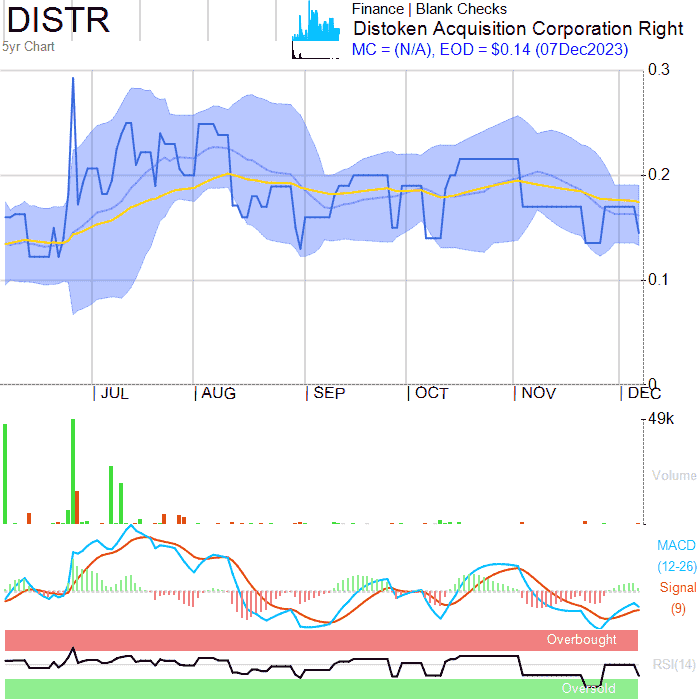 DISTR
5yr Chart
Finance | Blank Checks
Distoken Acquisition Corporation Right
MC = (N/A), EOD = $0.14 (07Dec2023)
0.3
0.2
0.1
0
JUL AUG SEP OCT NOV DEC
49k
Volume
MACD
(12-26)
Signal
(9)
Overbought
RSI(14)
Oversold